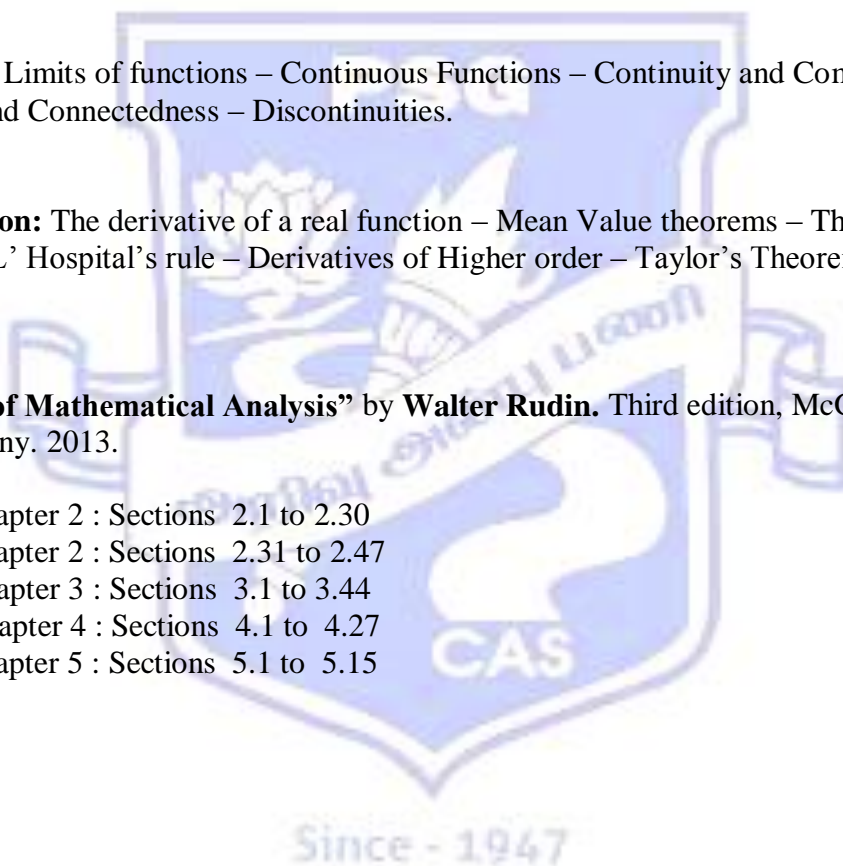 PSG
Limits of functions – Continuous Functions – Continuity and Con
nd Connectedness – Discontinuities.
on: The derivative of a real function – Mean Value theorems – Th
L’ Hospital’s rule – Derivatives of Higher order – Taylor’s Theore
of Mathematical Analysis” by Walter Rudin. Third edition, McG
ny. 2013.
apter 2 : Sections 2.1 to 2.30
apter 2 : Sections 2.31 to 2.47
apter 3 : Sections 3.1 to 3.44
apter 4 : Sections 4.1 to 4.27
apter 5 : Sections 5.1 to 5.15
CAS
Since - 1947